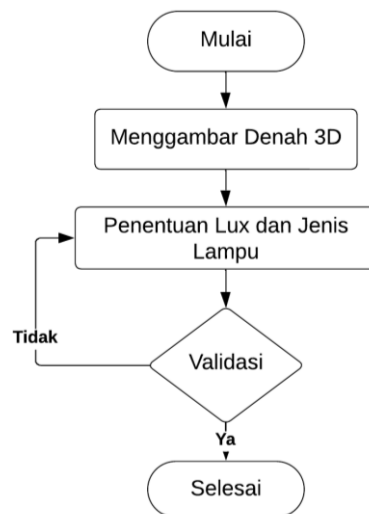 Mulai
Menggambar Denah 3D
Penentuan Lux dan Jenis
Lampu
Tidak
Validasi
Ya
Selesai